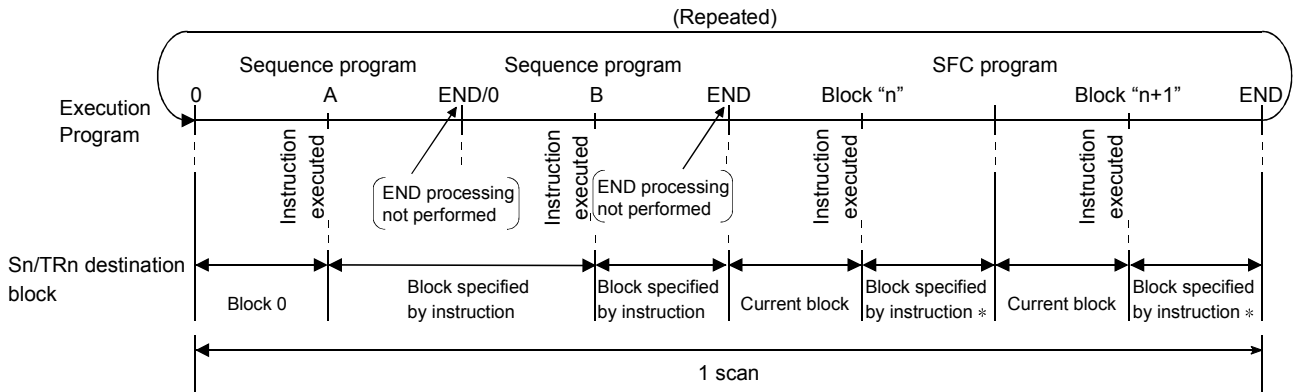 (Repeated)
Sequence program
Sequence program
SFC program
Execution
Program
0
A
END/0
B
END
Block “n”
Block “n+1”
END
Instruction
executed
END processing
not performed
Instruction
executed
END processing
not performed
Instruction
executed
Instruction
executed
Sn/TRn destination
block
Block 0
Block specified
by instruction
Block specified
by instruction
Current block
Block specified
by instruction *
Current block
Block specified
by instruction *
1 scan